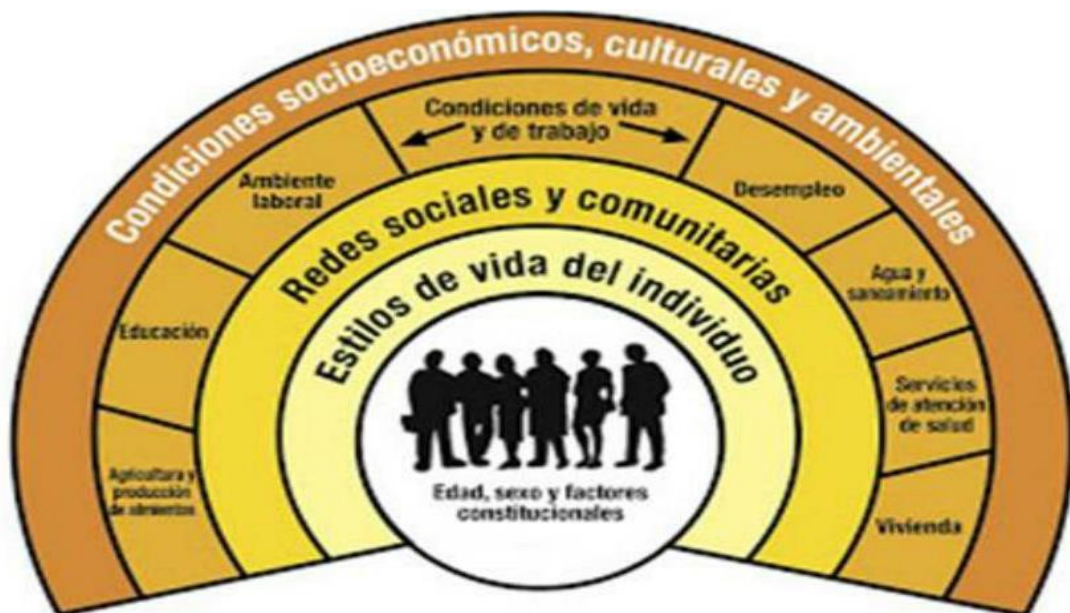 Condiciones socioeconómicos, culturales y ambientales
Condiciones de vida
y de trabajo
Ambiente
laboral
Desempleo
Redes sociales y comunitarias
Agua y
saneamiento
Estilos de vida del individuo
Educación
Servicios
de atención
de salud
Agricultura y
producción
de alimentos
Edad, sexo y factores
constitucionales
Vivienda